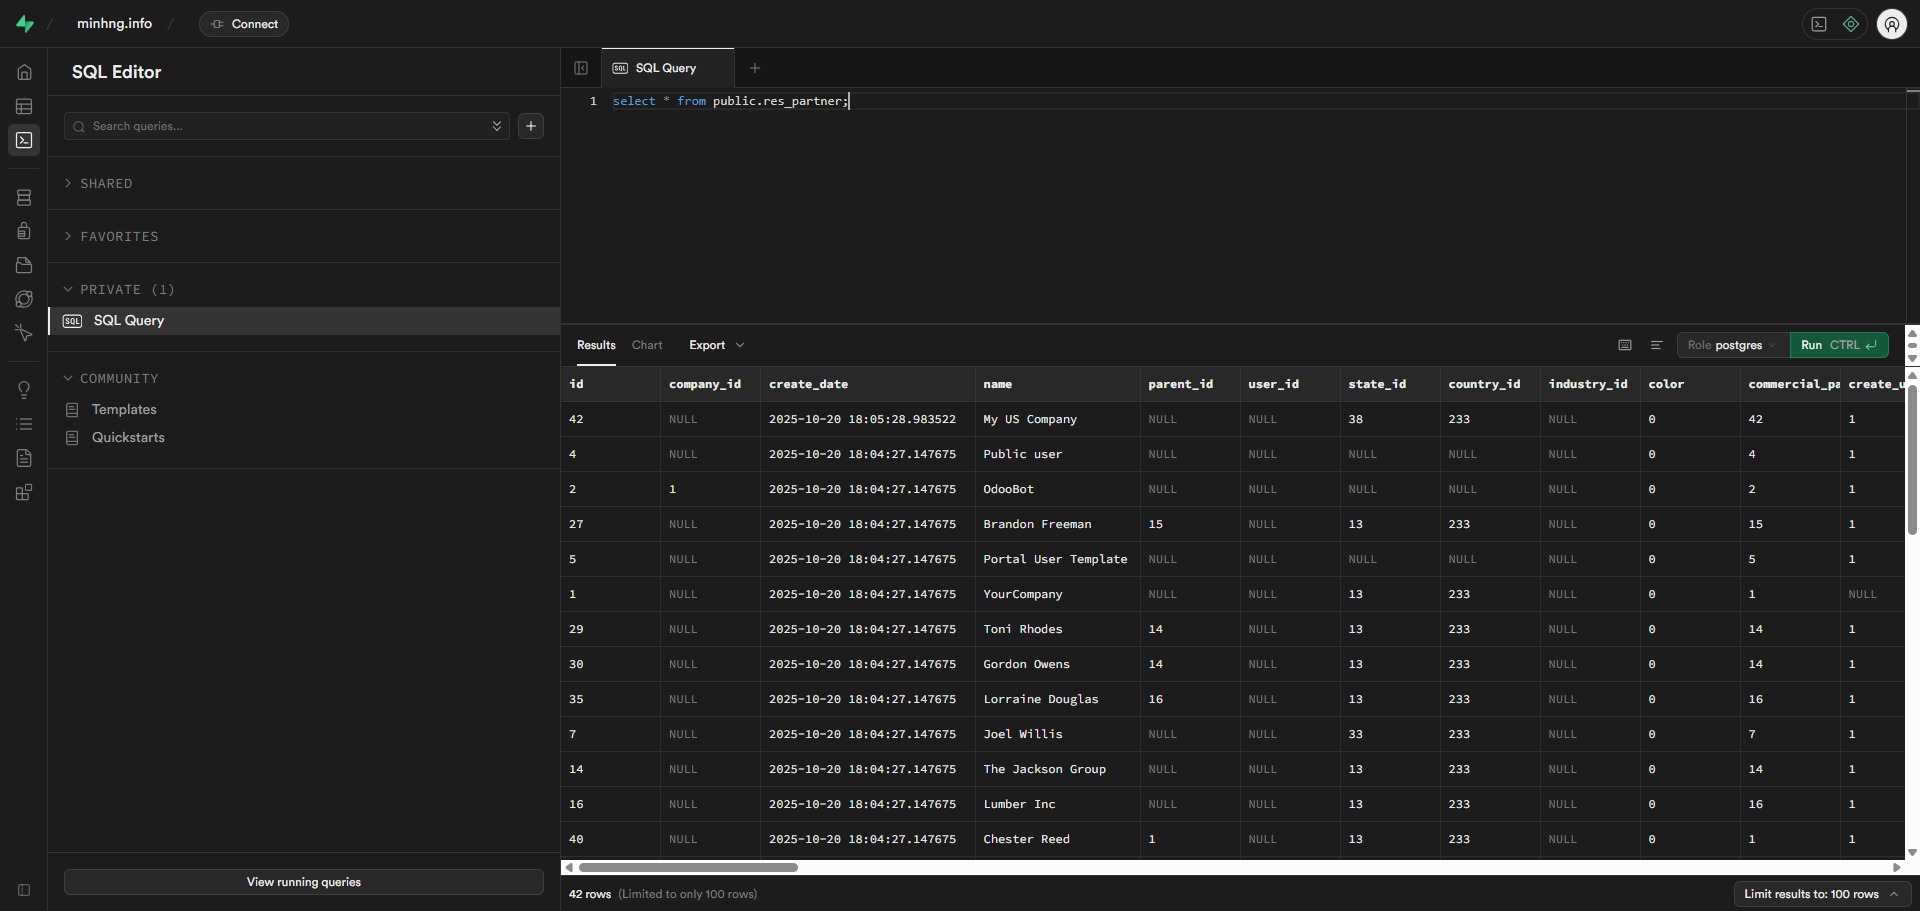 minhng.info
Connect
SQL Editor
Search queries...
SHARED
FAVORITES
PRIVATE (1)
SQL SQL Query
COMMUNITY
Templates
Quickstarts
View running queries
SQL SQL Query
1 select * from public.res_partner;
Results Chart Export
Role postgres Run CTRL
id company_id create_date name parent_id user_id state_id country_id industry_id color commercial_pa create_u
42 NULL 2025-10-20 18:05:28.983522 My US Company NULL NULL 38 233 NULL 0 42 1
4 NULL 2025-10-20 18:04:27.147675 Public user NULL NULL NULL NULL NULL 0 4 1
2 1 2025-10-20 18:04:27.147675 OdooBot NULL NULL NULL NULL NULL 0 2 1
27 NULL 2025-10-20 18:04:27.147675 Brandon Freeman 15 NULL 13 233 NULL 0 15 1
5 NULL 2025-10-20 18:04:27.147675 Portal User Template NULL NULL NULL NULL NULL 0 5 1
1 NULL 2025-10-20 18:04:27.147675 YourCompany NULL NULL 13 233 NULL 0 1 NULL
29 NULL 2025-10-20 18:04:27.147675 Toni Rhodes 14 NULL 13 233 NULL 0 14 1
30 NULL 2025-10-20 18:04:27.147675 Gordon Owens 14 NULL 13 233 NULL 0 14 1
35 NULL 2025-10-20 18:04:27.147675 Lorraine Douglas 16 NULL 13 233 NULL 0 16 1
7 NULL 2025-10-20 18:04:27.147675 Joel Willis NULL NULL 33 233 NULL 0 7 1
14 NULL 2025-10-20 18:04:27.147675 The Jackson Group NULL NULL 13 233 NULL 0 14 1
16 NULL 2025-10-20 18:04:27.147675 Lumber Inc NULL NULL 13 233 NULL 0 16 1
40 NULL 2025-10-20 18:04:27.147675 Chester Reed 1 NULL 13 233 NULL 0 1 1
42 rows (Limited to only 100 rows)
Limit results to: 100 rows